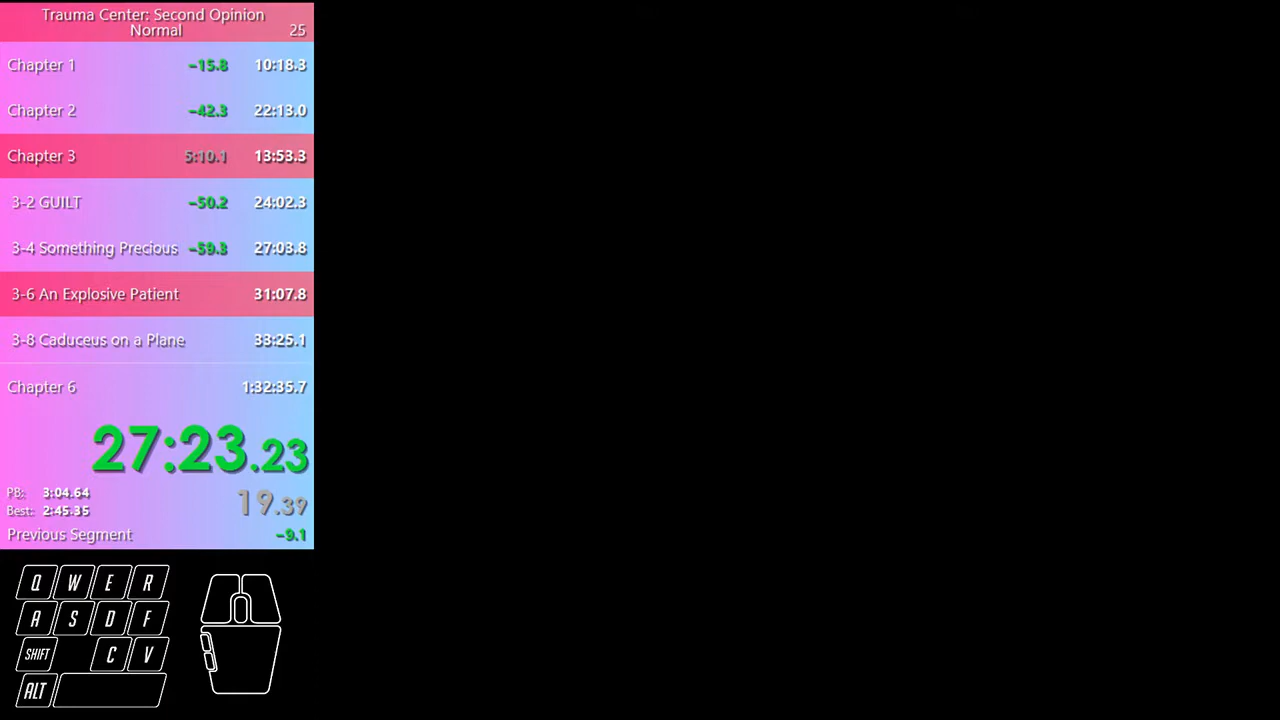 Trauma Center: Second Opinion
Normal 25
Chapter 1 -15.8 10:18.3
Chapter 2 -42.3 22:13.0
Chapter 3 5:10.1 13:53.3
3-2 GUILT -50.2 24:02.3
3-4 Something Precious -59.3 27:03.8
3-6 An Explosive Patient 31:07.8
3-8 Caduceus on a Plane 33:25.1
Chapter 6 1:32:35.7
27:23.23
PB: 3:04.64 19.39
Best: 2:45.35
Previous Segment -9.1
Q W E R
A S D F
SHIFT C V
ALT